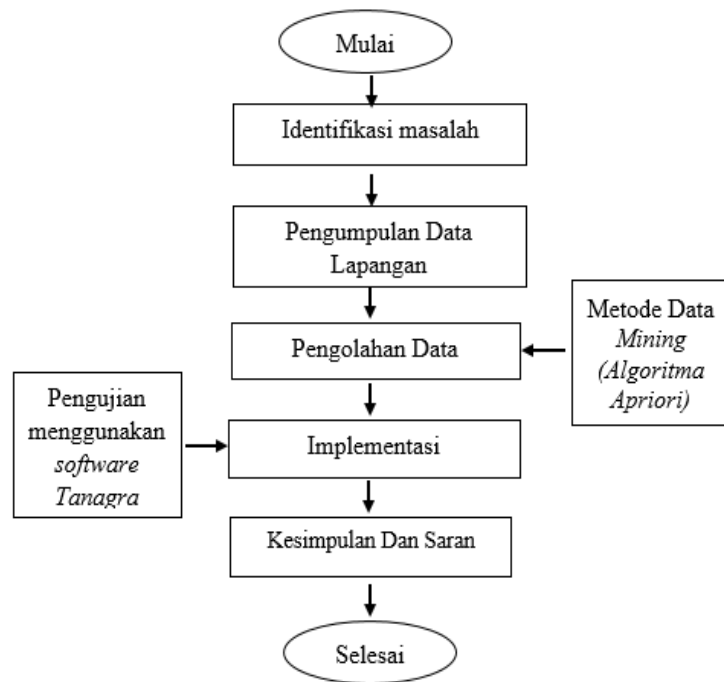 Mulai
Identifikasi masalah
Pengumpulan Data
Lapangan
Pengolahan Data
Metode Data
Mining
(Algoritma
Apriori)
Pengujian
menggunakan
software
Tanagra
Implementasi
Kesimpulan Dan Saran
Selesai